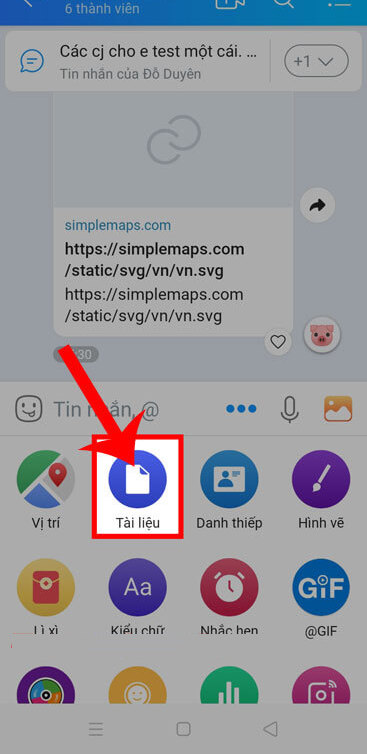 6 thành viên
Các cj cho e test một cái. ...
Tin nhắn của Đỗ Duyên
+1
simplemaps.com
https://simplemaps.com
/static/svg/vn/vn.svg
https://simplemaps.com
/static/svg/vn/vn.svg
:30
Tin nhắn, @
Vị trí
Tài liệu
Danh thiếp
Hình vẽ
Aa
GIF
Lì xì
Kiểu chữ
Nhắc hẹn
@GIF